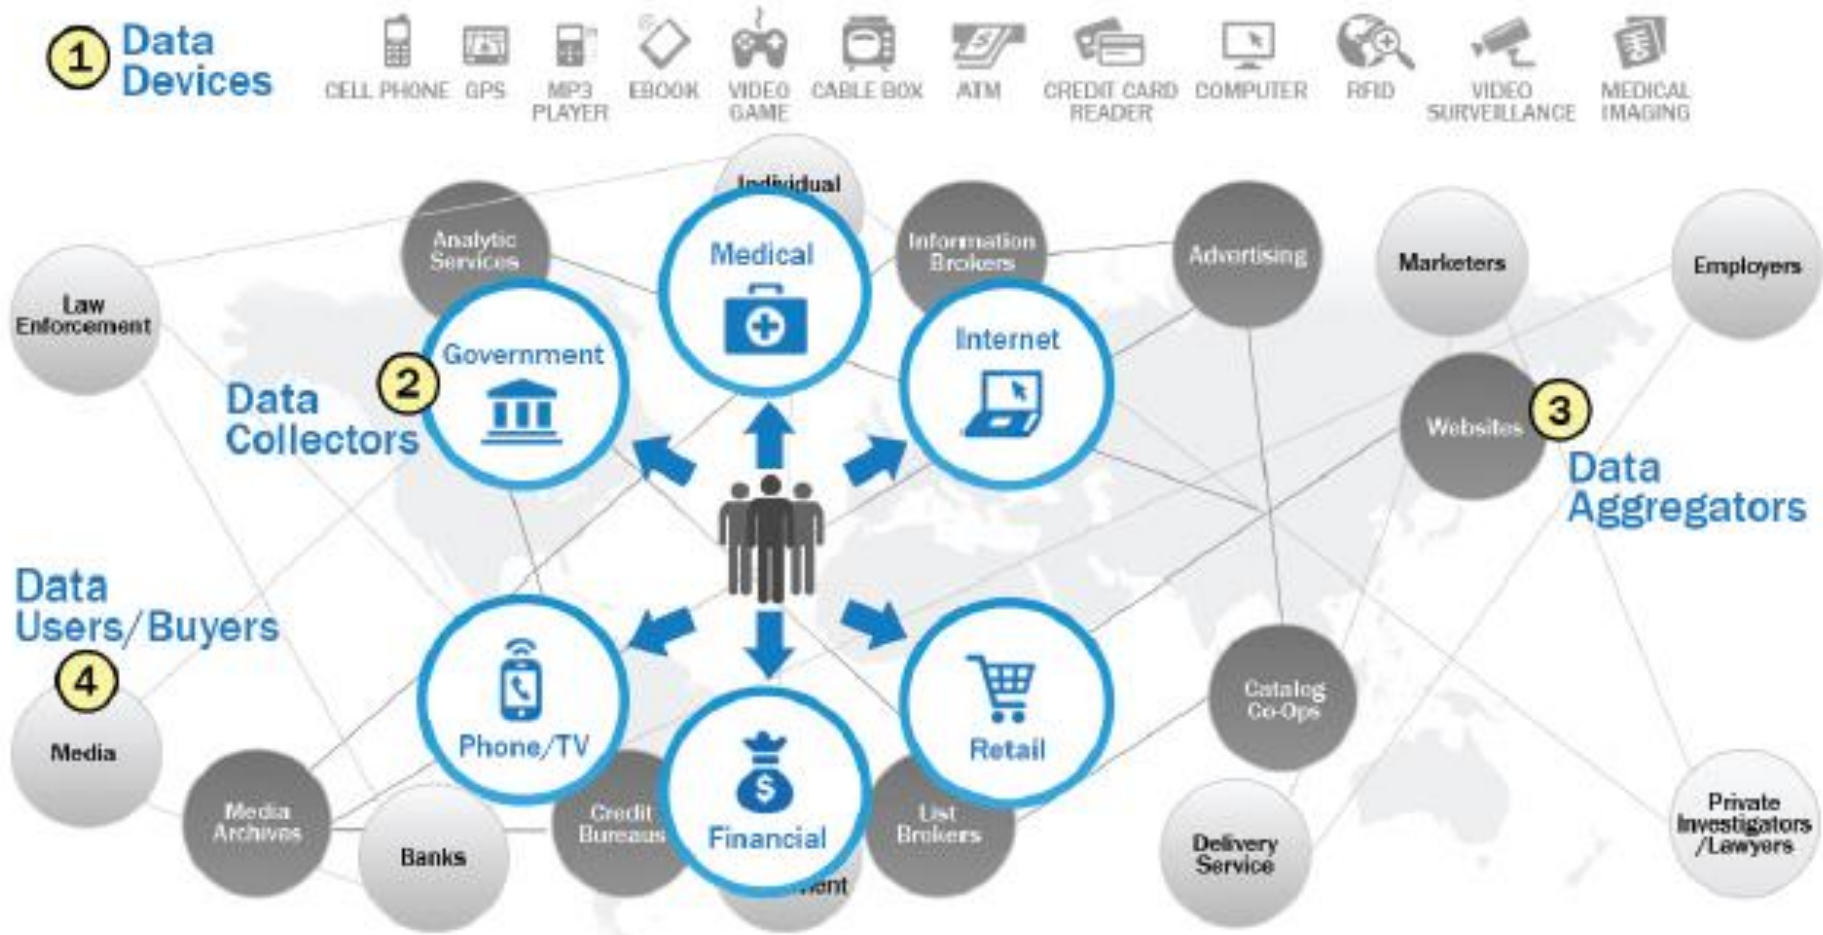 1 Data
Devices
CELL PHONE
GPS
MP3
PLAYER
EBOOK
VIDEO
GAME
CABLE BOX
ATM
CREDIT CARD
READER
COMPUTER
RFID
VIDEO
SURVEILLANCE
MEDICAL
IMAGING
Individual
Analytic
Services
Medical
Information
Brokers
Advertising
Marketers
Employers
Law
Enforcement
Government
Internet
2
Data
Collectors
Websites
3
Data
Aggregators
Data
Users/Buyers
4
Media
Phone/TV
Retail
Catalog
Co-Ops
Media
Archives
Banks
Credit
Bureaus
$
Financial
List
Brokers
Delivery
Service
Private
Investigators
/Lawyers